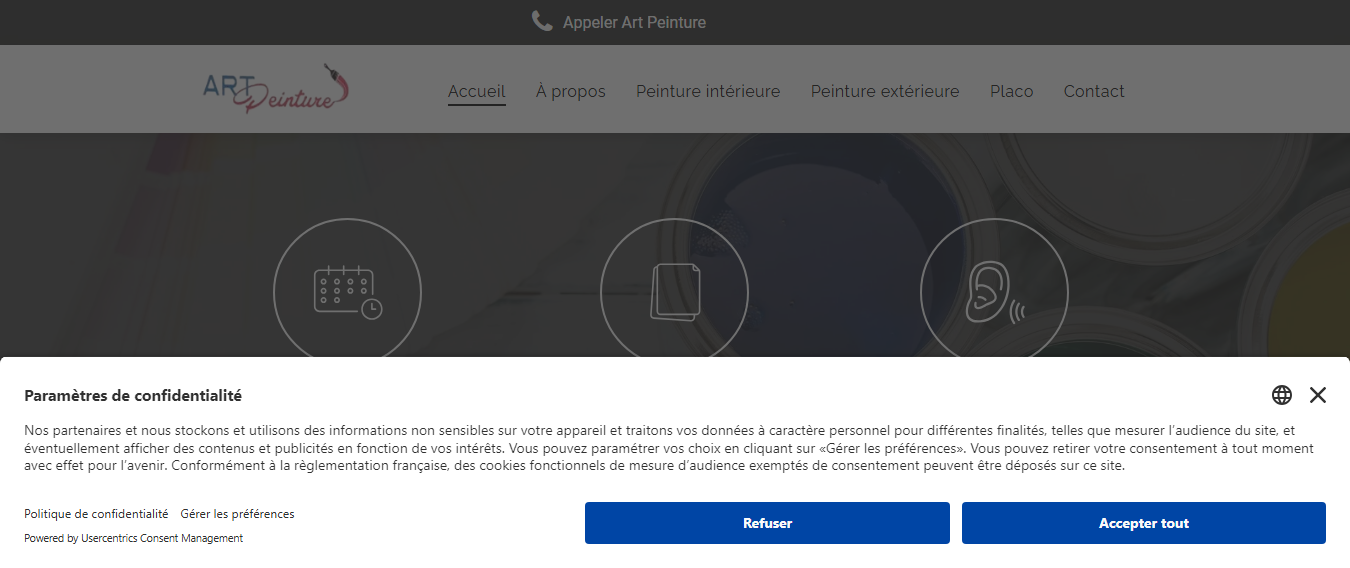 Appeler Art Peinture
ART
Peinture
Accueil À propos Peinture intérieure Peinture extérieure Placo Contact
Paramètres de confidentialité
Nos partenaires et nous stockons et utilisons des informations non sensibles sur votre appareil et traitons vos données à caractère personnel pour différentes finalités, telles que mesurer l’audience du site, et
éventuellement afficher des contenus et publicités en fonction de vos intérêts. Vous pouvez paramétrer vos choix en cliquant sur «Gérer les préférences». Vous pouvez retirer votre consentement à tout moment
avec effet pour l’avenir. Conformément à la règlementation française, des cookies fonctionnels de mesure d’audience exemptés de consentement peuvent être déposés sur ce site.
Politique de confidentialité Gérer les préférences
Powered by Usercentrics Consent Management
Refuser Accepter tout